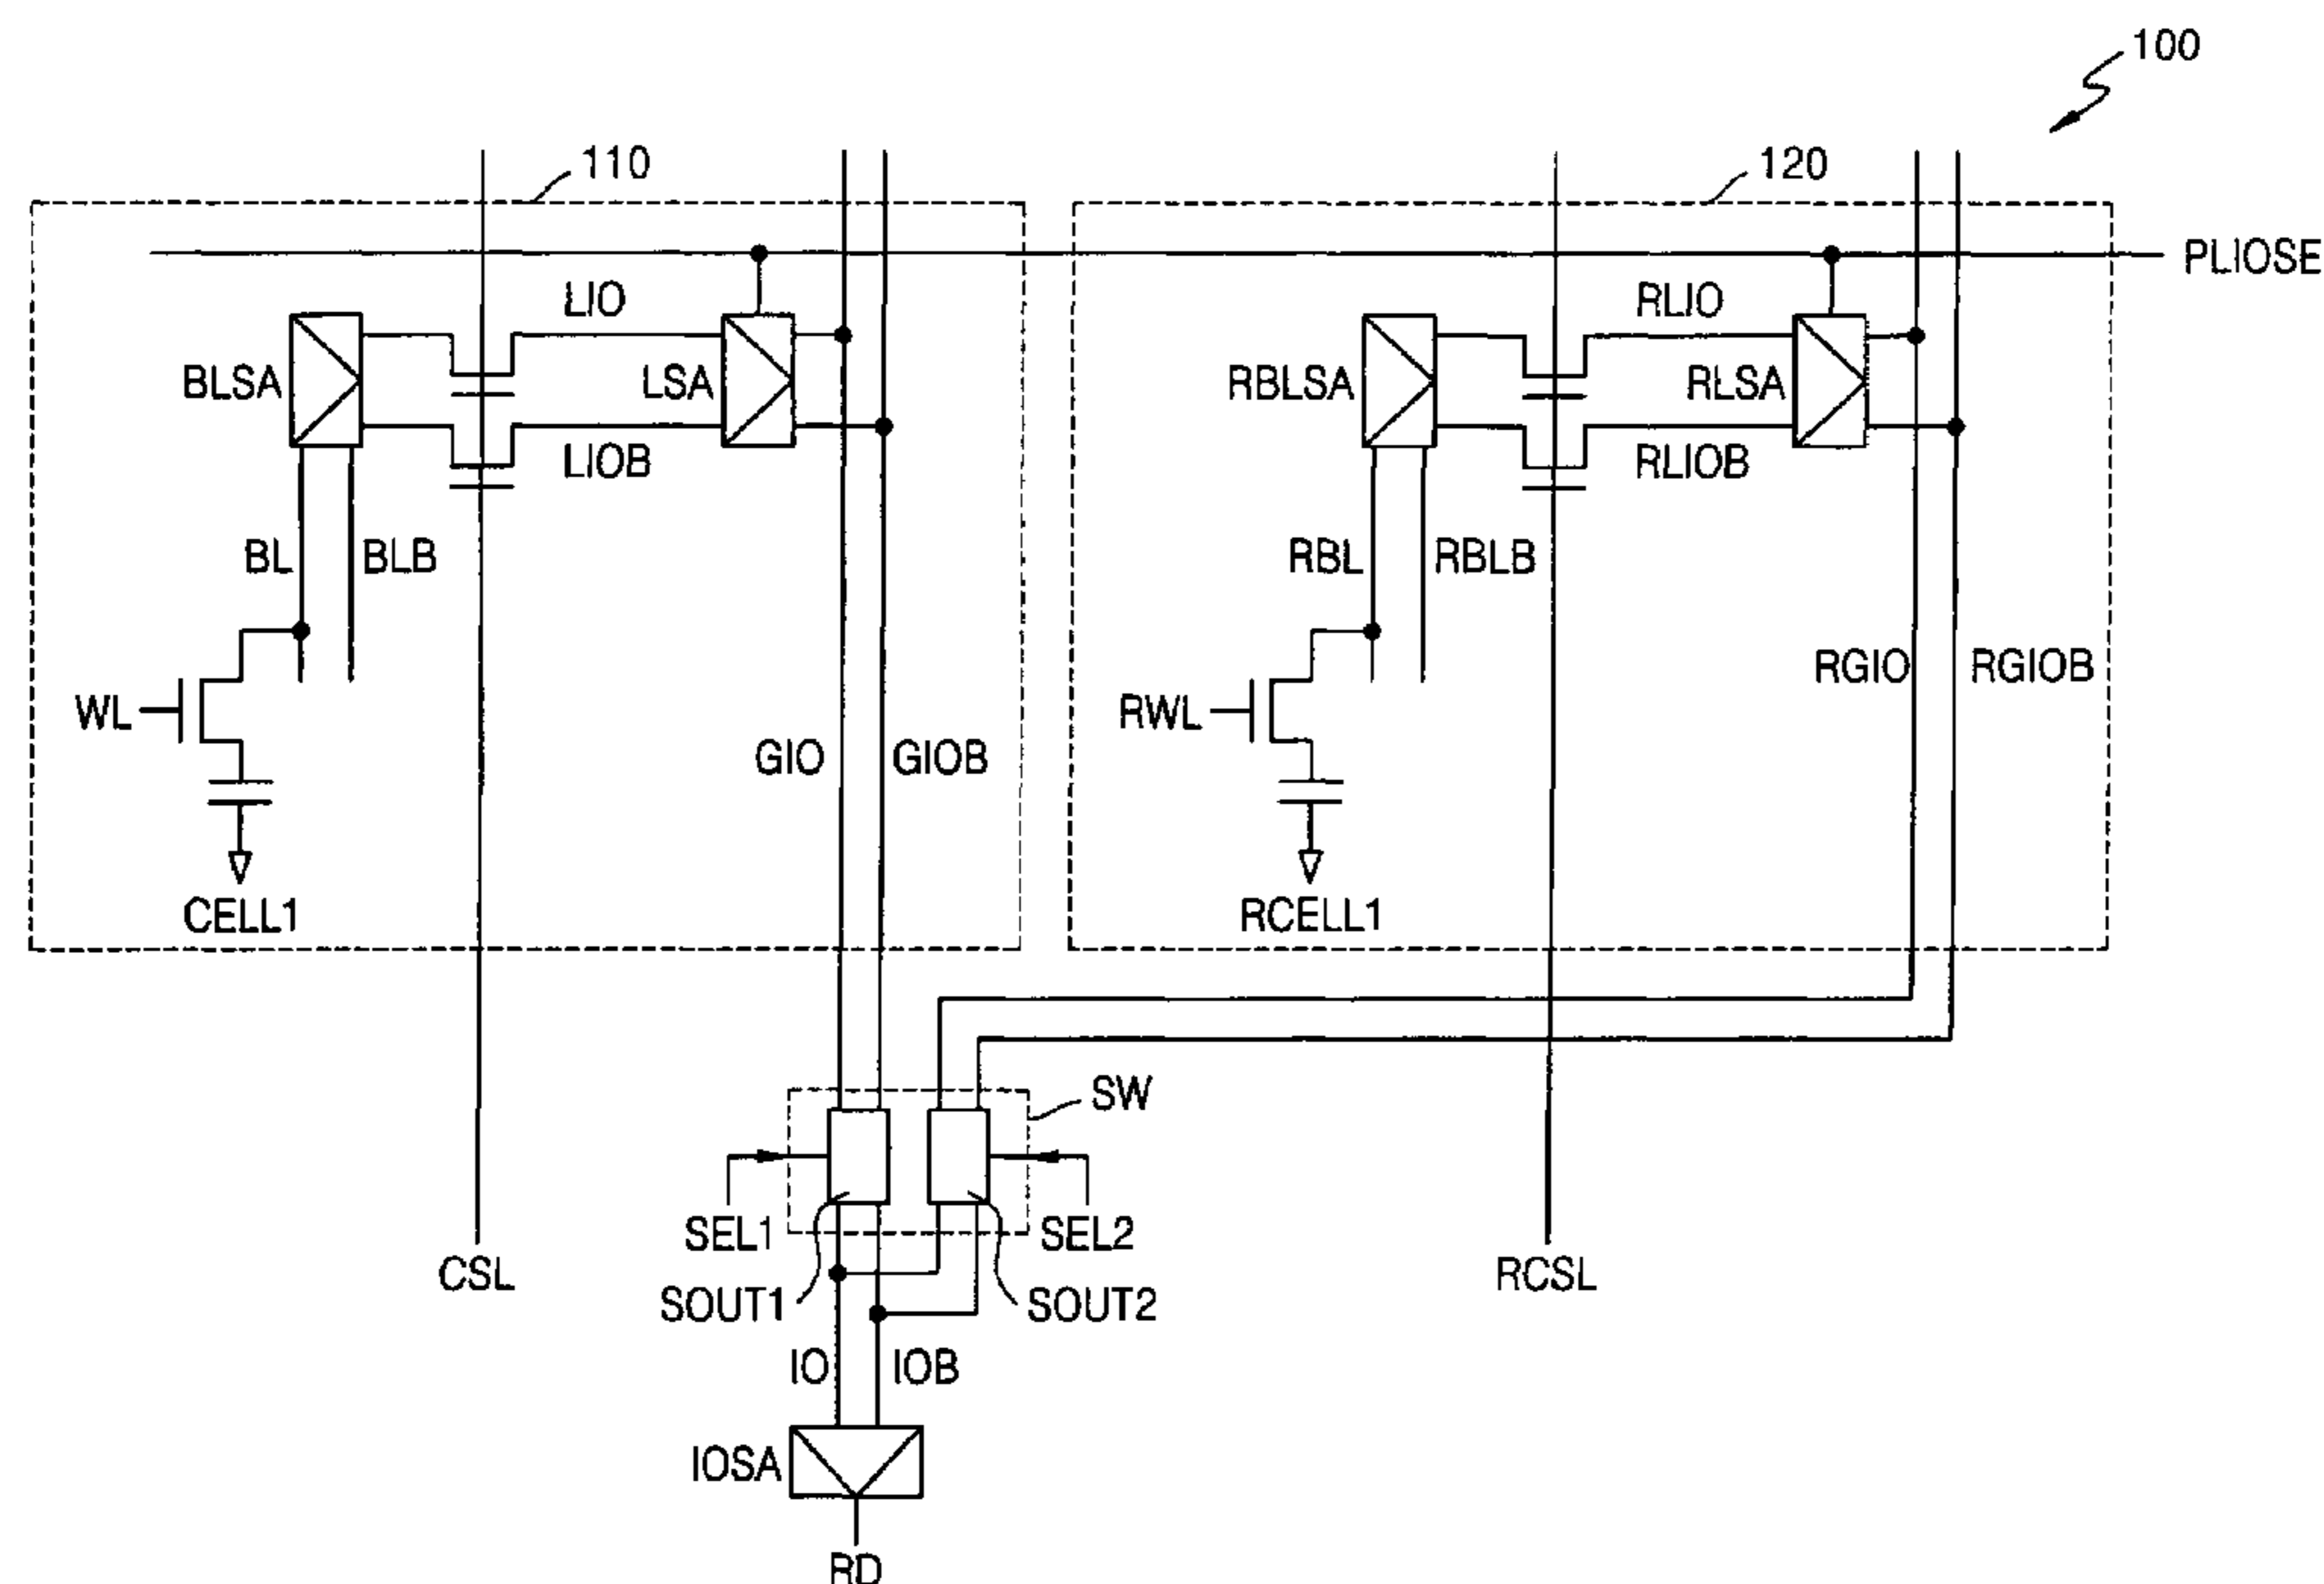 100
110
120
PLIOSE
LIO
RLIO
BLSA
LSA
RBLSA
RLSA
LIOB
RLIOB
BL
BLB
RBL
RBLB
RGIO
RGIOB
WL
RWL
GIO
GIOB
CELL1
RCELL1
SW
SEL1
SEL2
CSL
RCSL
SOUT1
SOUT2
IO
IOB
IOSA
RD